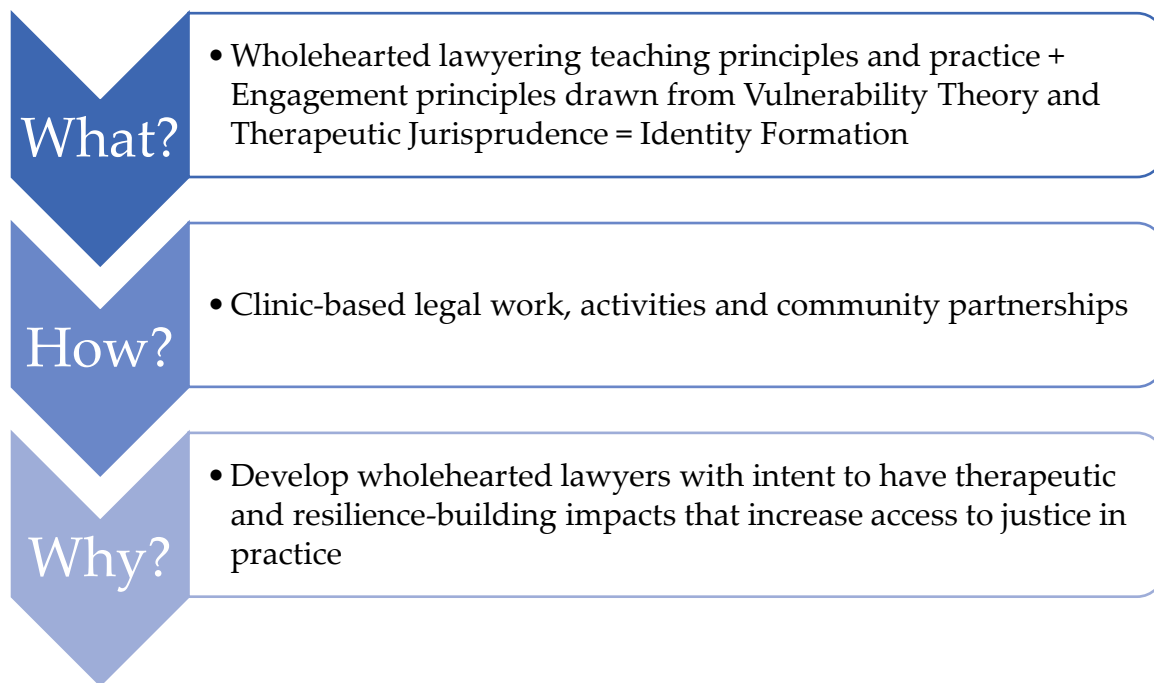 What?
• Wholehearted lawyering teaching principles and practice +
Engagement principles drawn from Vulnerability Theory and
Therapeutic Jurisprudence = Identity Formation
How?
• Clinic-based legal work, activities and community partnerships
Why?
• Develop wholehearted lawyers with intent to have therapeutic
and resilience-building impacts that increase access to justice in
practice